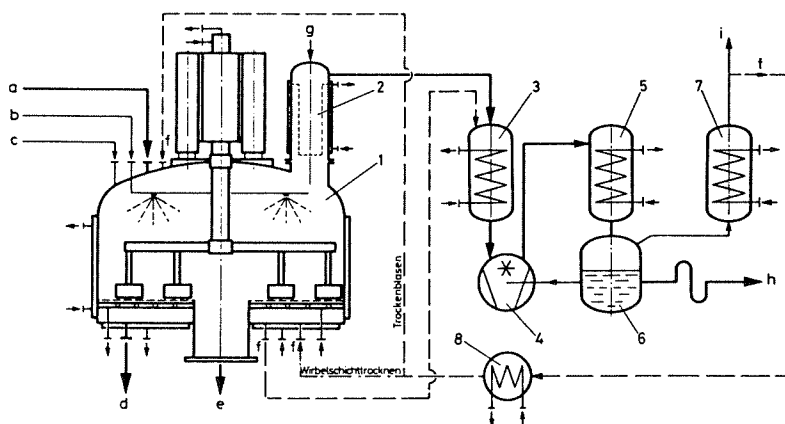 g
i
f
a
b
c
f
2
3
5
7
1
Trockenblasen
4
6
h
8
f
f
Wirbelschichttrocknen
d
e